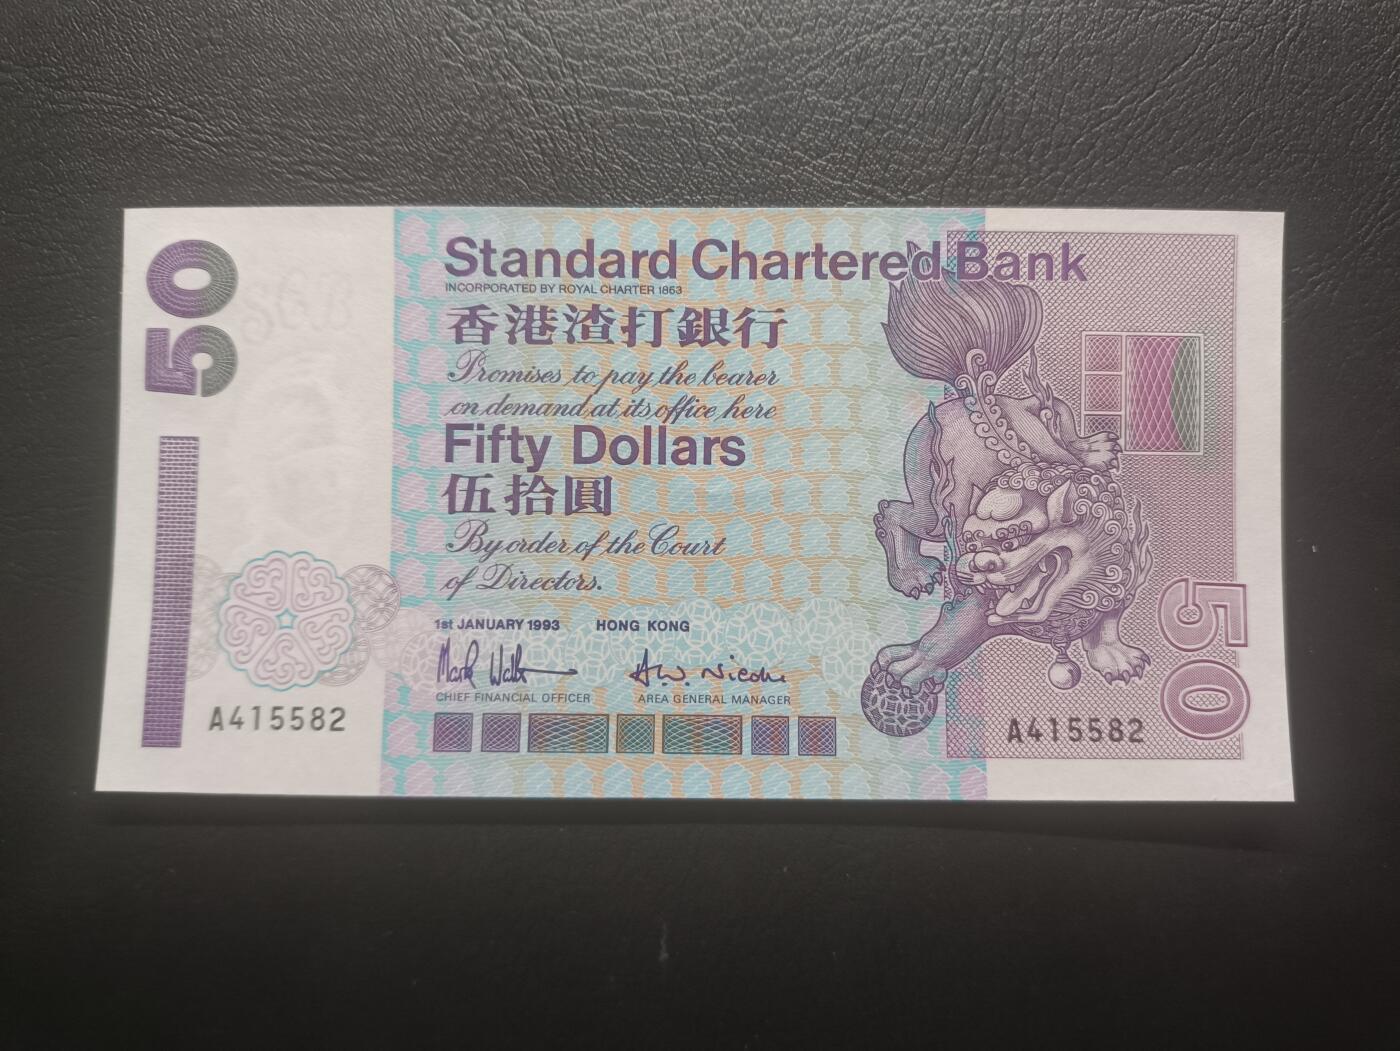 50
Standard Chartered Bank
INCORPORATED BY ROYAL CHARTER 1853
香港渣打銀行
Promises to pay the bearer
on demand at its office here
Fifty Dollars
伍拾圓
By order of the Court
of Directors.
1st JANUARY 1993 HONG KONG
Mark
A.W. Nicolle
CHIEF FINANCIAL OFFICER AREA GENERAL MANAGER
A415582
A415582
50